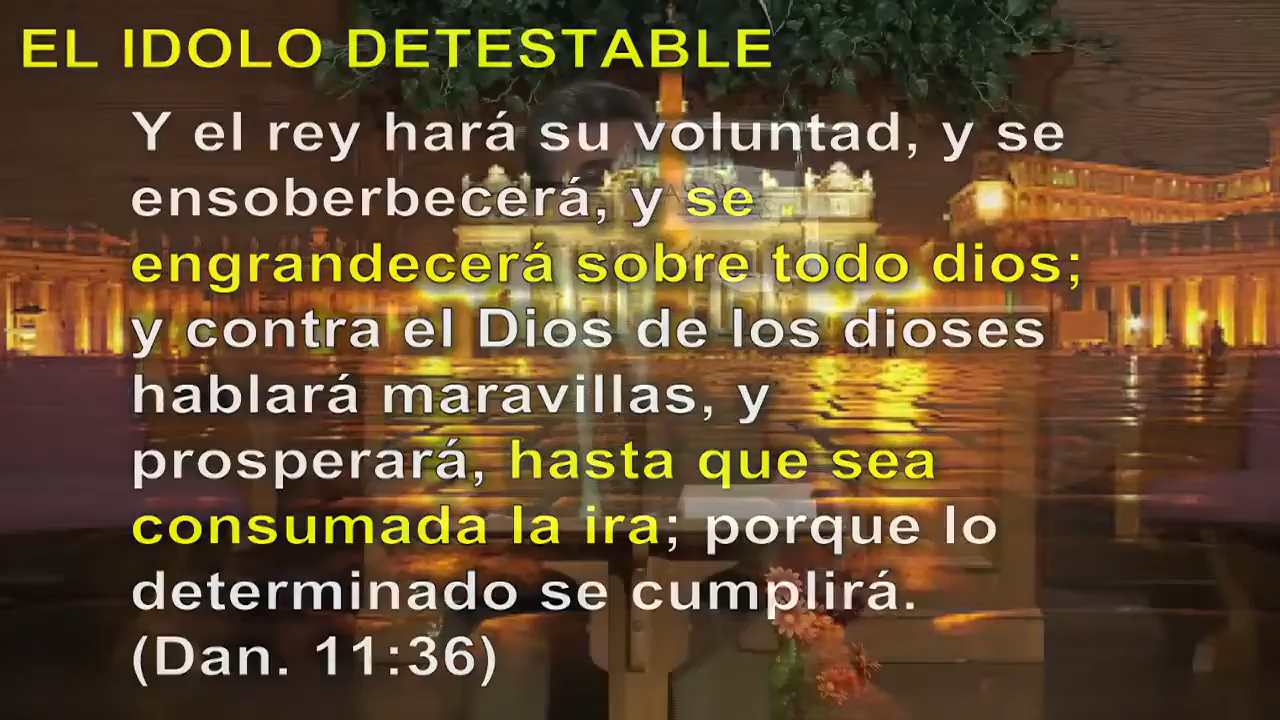 EL IDOLO DETESTABLE
Y el rey hará su voluntad, y se
ensoberbecerá, y se
engrandecerá sobre todo dios;
y contra el Dios de los dioses
hablará maravillas, y
prosperará, hasta que sea
consumada la ira; porque lo
determinado se cumplirá.
(Dan. 11:36)